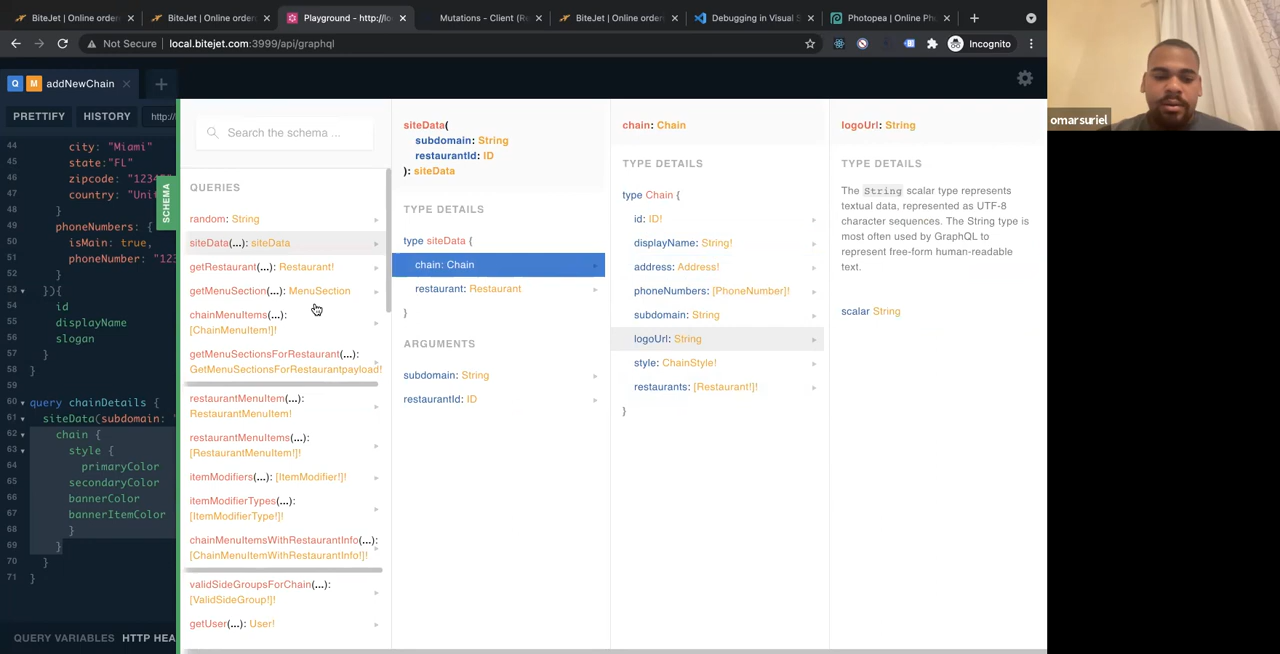 BiteJet | Online order
BiteJet | Online order
Playground - http://lo
Mutations - Client (Re
BiteJet | Online order
Debugging in Visual S
Photopea | Online Ph
Not Secure | local.bitejet.com:3999/api/graphql
Incognito
Q M addNewChain
PRETTIFY HISTORY http:/
SCHEMA
44 city: "Miami"
45 state:"FL"
46 zipcode: "1234
47 country: "Unit
48 }
49 phoneNumbers: {
50 isMain: true,
51 phoneNumber: "123
52 }
53 }){
54 id
55 displayName
56 slogan
57 }
58 }
59
60 query chainDetails {
61 siteData(subdomain: "
62 chain {
63 style {
64 primaryColor
65 secondaryColor
66 bannerColor
67 bannerItemColor
68 }
69 }
70 }
71 }
QUERY VARIABLES HTTP HEA
Search the schema ...
QUERIES
random: String
siteData(...): siteData
getRestaurant(...): Restaurant!
getMenuSection(...): MenuSection
chainMenuItems(...):
[ChainMenuItem!]!
getMenuSectionsForRestaurant(...):
GetMenuSectionsForRestaurantpayload!
restaurantMenuItem(...):
RestaurantMenuItem!
restaurantMenuItems(...):
[RestaurantMenuItem!]!
itemModifiers(...): [ItemModifier!]!
itemModifierTypes(...):
[ItemModifierType!]!
chainMenuItemsWithRestaurantInfo(...):
[ChainMenuItemWithRestaurantInfo!]!
validSideGroupsForChain(...):
[ValidSideGroup!]!
getUser(...): User!
siteData(
subdomain: String
restaurantId: ID
): siteData
TYPE DETAILS
type siteData {
chain: Chain
restaurant: Restaurant
}
ARGUMENTS
subdomain: String
restaurantId: ID
chain: Chain
TYPE DETAILS
type Chain {
id: ID!
displayName: String!
address: Address!
phoneNumbers: [PhoneNumber]!
subdomain: String
logoUrl: String
style: ChainStyle!
restaurants: [Restaurant!]!
}
logoUrl: String
TYPE DETAILS
The String scalar type represents
textual data, represented as UTF-8
character sequences. The String type is
most often used by GraphQL to
represent free-form human-readable
text.
scalar String
omarsuriel